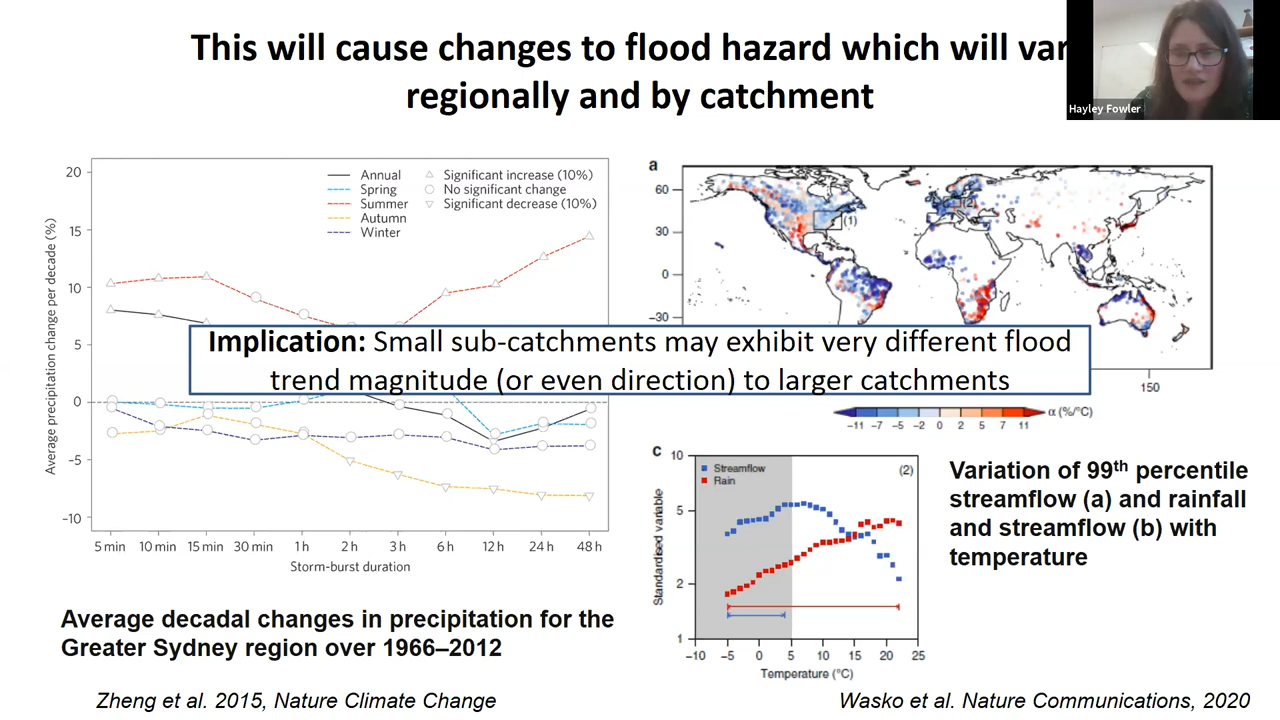 This will cause changes to flood hazard which will var
regionally and by catchment
Hayley Fowler
20
15
10
5
0
−5
−10
Average precipitation change per decade (%)
Annual
Spring
Summer
Autumn
Winter
Significant increase (10%)
No significant change
Significant decrease (10%)
5 min 10 min 15 min 30 min 1 h 2 h 3 h 6 h 12 h 24 h 48 h
Storm-burst duration
a
60
30
0
−30
(1)
(2)
150
Implication: Small sub-catchments may exhibit very different flood
trend magnitude (or even direction) to larger catchments
−11 −7 −5 −2 0 2 5 7 11
α (%/°C)
c
10
5
2
1
Standardised variable
Streamflow
Rain
(2)
−10 −5 0 5 10 15 20 25
Temperature (°C)
Variation of 99th percentile
streamflow (a) and rainfall
and streamflow (b) with
temperature
Average decadal changes in precipitation for the
Greater Sydney region over 1966–2012
Zheng et al. 2015, Nature Climate Change
Wasko et al. Nature Communications, 2020